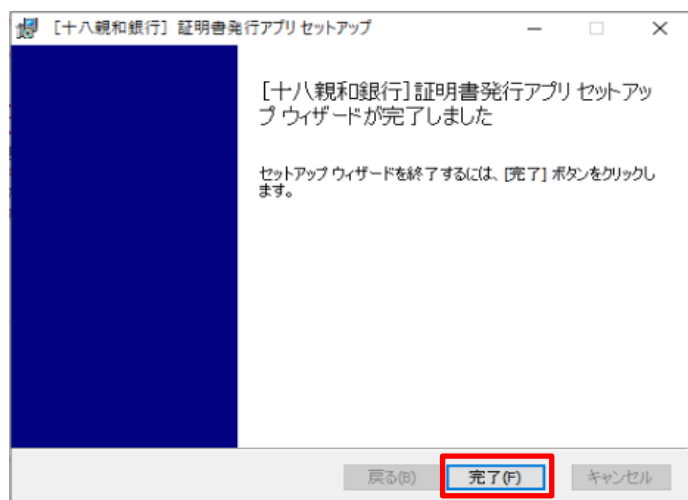 [十八親和銀行] 証明書発行アプリ セットアップ
[十八親和銀行]証明書発行アプリ セットアッ
プ ウィザードが完了しました
セットアップ ウィザードを終了するには、[完了] ボタンをクリックし
ます。
戻る(B) 完了(F) キャンセル